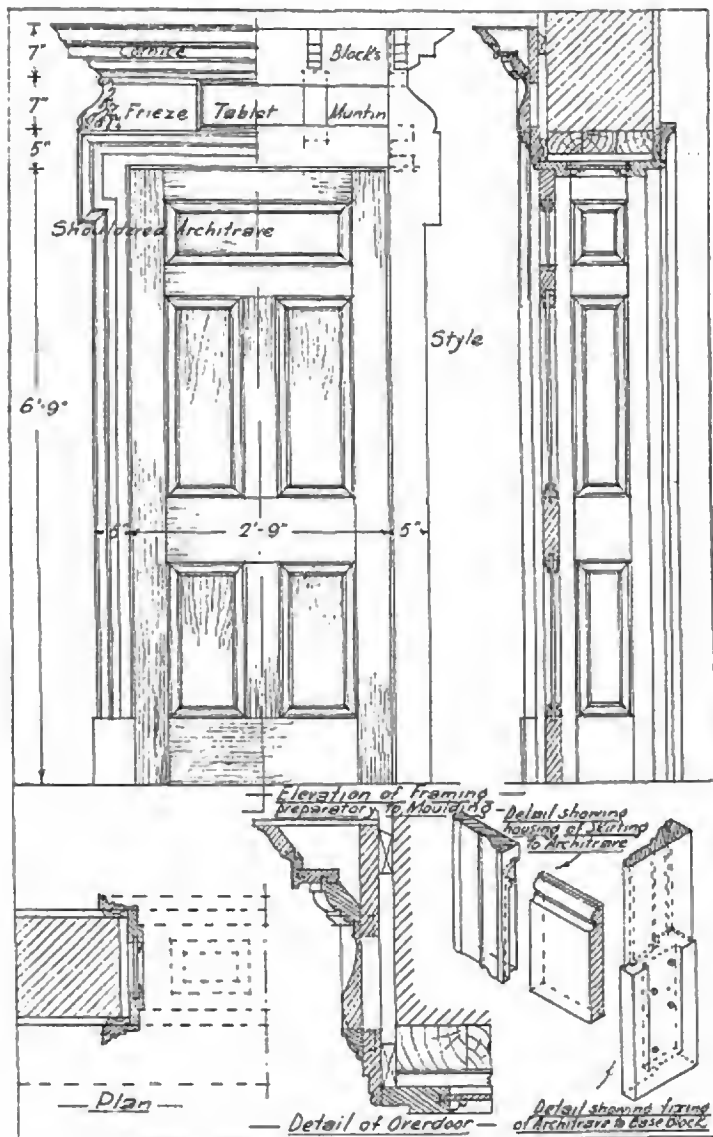 7"
Cornice
Blocks
7"
Frieze
Tablet
Muntin
5"
Shouldered Architrave
Style
6'-9"
5"
2'-9"
5"
Elevation of Framing
preparatory to Moulding
Detail showing
housing of Skirting
to Architrave
Plan
Detail of Overdoor
Detail showing fixing
of Architrave to Base Block